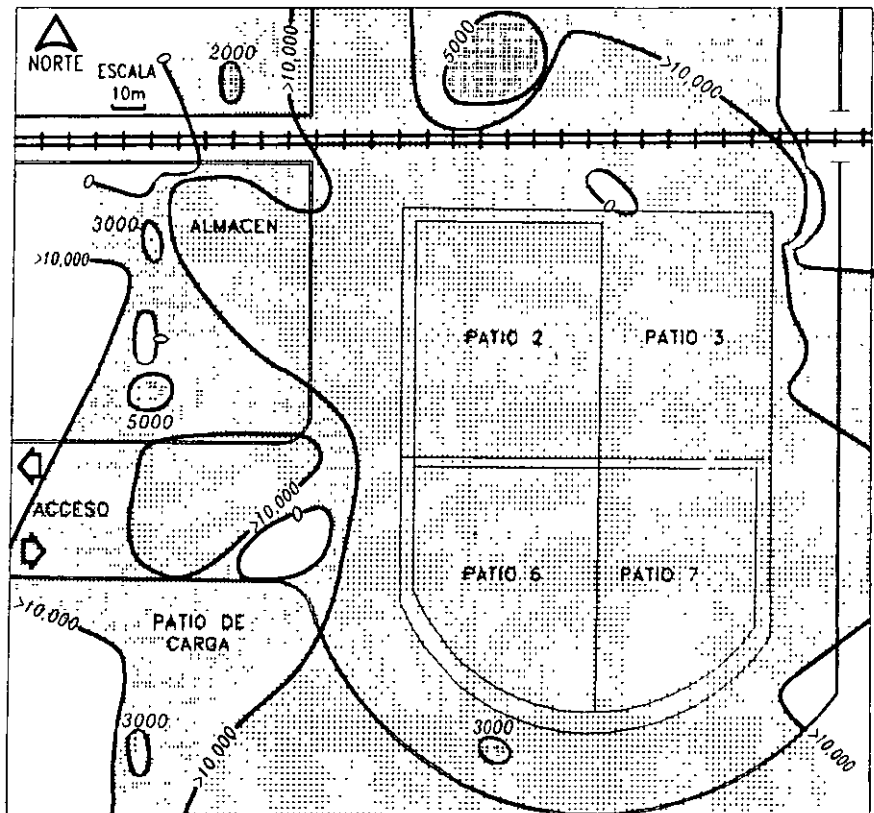 2000
0
>10,000
5000
>10,000
NORTE
ESCALA
10m
0
0
3000
ALMACEN
>10,000
PATIO 2
PATIO 3
0
5000
>10,000
0
ACCESO
PATIO 6
PATIO 7
>10,000
PATIO DE
CARGA
3000
>10,000
3000
>10,000